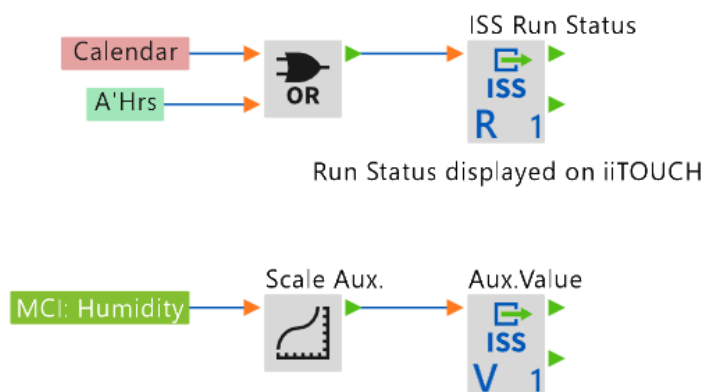 ISS Run Status
Calendar
A'Hrs
OR
ISS
R 1
Run Status displayed on iiTOUCH
Scale Aux.
Aux.Value
MCI: Humidity
ISS
V 1